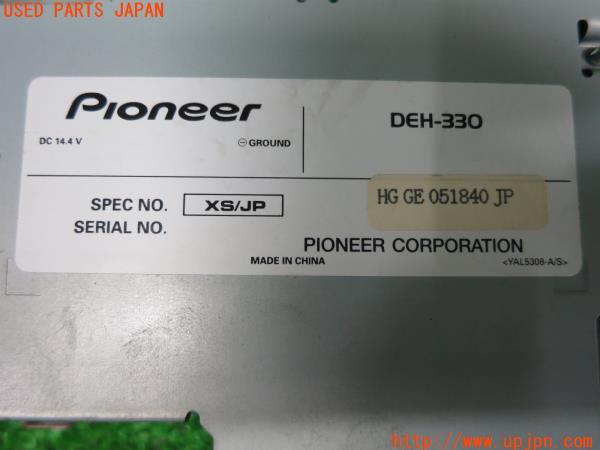 USED PARTS JAPAN
Pioneer
DEH-330
DC 14.4 V
⊖ GROUND
SPEC NO. XS/JP
HG GE 051840 JP
SERIAL NO.
PIONEER CORPORATION
MADE IN CHINA
<YAL5308-A/S>
http://www.upjpn.com